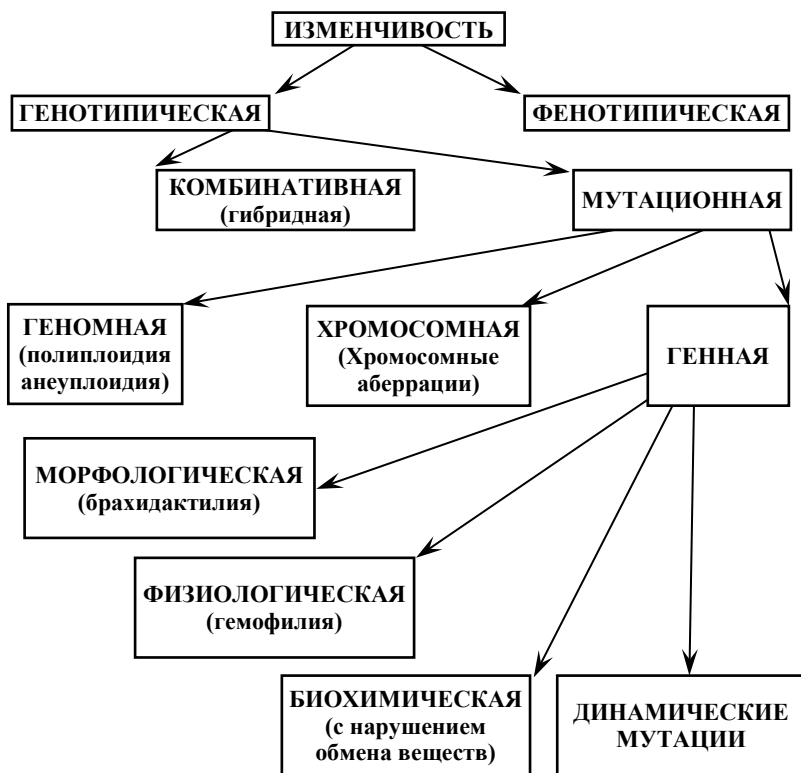 ИЗМЕНЧИВОСТЬ
ГЕНОТИПИЧЕСКАЯ
ФЕНОТИПИЧЕСКАЯ
КОМБИНАТИВНАЯ
(гибридная)
МУТАЦИОННАЯ
ГЕНОМНАЯ
(полиплоидия
анеуплоидия)
ХРОМОСОМНАЯ
(Хромосомные
аберрации)
ГЕННАЯ
МОРФОЛОГИЧЕСКАЯ
(брахидактилия)
ФИЗИОЛОГИЧЕСКАЯ
(гемофилия)
БИОХИМИЧЕСКАЯ
(с нарушением
обмена веществ)
ДИНАМИЧЕСКИЕ
МУТАЦИИ